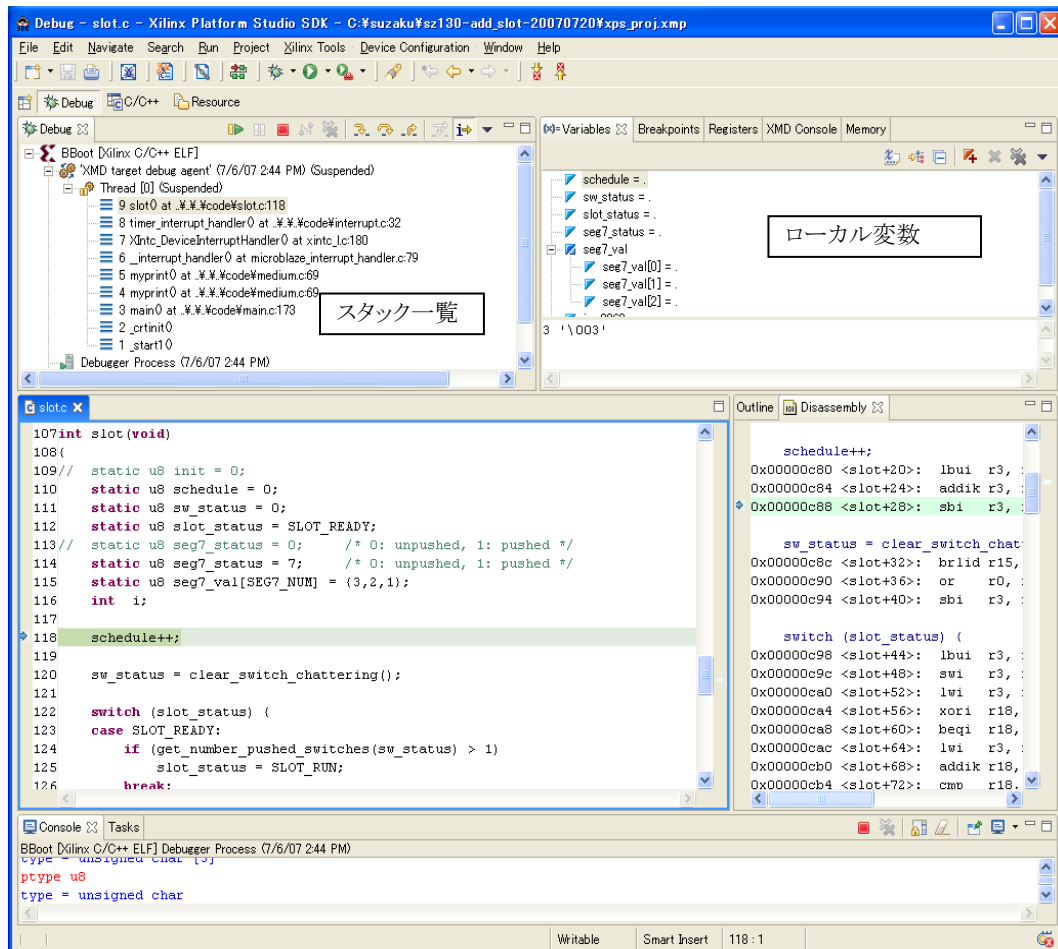 Debug - slot.c - Xilinx Platform Studio SDK - C:¥suzaku¥sz130-add_slot-20070720¥xps_proj.xmp
File Edit Navigate Search Run Project Xilinx Tools Device Configuration Window Help
Debug C/C++ Resource
Debug
BBoot [Xilinx C/C++ ELF]
'XMD target debug agent' (7/6/07 2:44 PM) (Suspended)
Thread [0] (Suspended)
9 slot() at ..¥.¥.¥code¥slot.c:118
8 timer_interrupt_handler() at .¥.¥.¥code¥interrupt.c:32
7 XIntc_DeviceInterruptHandler() at xintc_l.c:180
6 _interrupt_handler() at microblaze_interrupt_handler.c:79
5 myprint() at ..¥.¥.¥code¥medium.c:69
4 myprint() at ..¥.¥.¥code¥medium.c:69
3 main() at ..¥.¥.¥code¥main.c:173
2 _crtinit()
1 _start1()
Debugger Process (7/6/07 2:44 PM)
スタック一覧
(x)=Variables Breakpoints Registers XMD Console Memory
schedule = .
sw_status = .
slot_status = .
seg7_status = .
seg7_val
seg7_val[0] = .
seg7_val[1] = .
seg7_val[2] = .
ローカル変数
3 '\003'
slot.c
107int slot(void)
108{
109// static u8 init = 0;
110 static u8 schedule = 0;
111 static u8 sw_status = 0;
112 static u8 slot_status = SLOT_READY;
113// static u8 seg7_status = 0; /* 0: unpushed, 1: pushed */
114 static u8 seg7_status = 7; /* 0: unpushed, 1: pushed */
115 static u8 seg7_val[SEG7_NUM] = {3,2,1};
116 int i;
117
118 schedule++;
119
120 sw_status = clear_switch_chattering();
121
122 switch (slot_status) {
123 case SLOT_READY:
124 if (get_number_pushed_switches(sw_status) > 1)
125 slot_status = SLOT_RUN;
126 break;
Outline Disassembly
schedule++;
0x00000c80 <slot+20>: lbui r3,
0x00000c84 <slot+24>: addik r3,
0x00000c88 <slot+28>: sbi r3,
sw_status = clear_switch_chat
0x00000c8c <slot+32>: brlid r15,
0x00000c90 <slot+36>: or r0,
0x00000c94 <slot+40>: sbi r3,
switch (slot_status) {
0x00000c98 <slot+44>: lbui r3,
0x00000c9c <slot+48>: swi r3,
0x00000ca0 <slot+52>: lwi r3,
0x00000ca4 <slot+56>: xori r18,
0x00000ca8 <slot+60>: beqi r18,
0x00000cac <slot+64>: lwi r3,
0x00000cb0 <slot+68>: addik r18,
0x00000cb4 <slot+72>: cmp r18,
Console Tasks
BBoot [Xilinx C/C++ ELF] Debugger Process (7/6/07 2:44 PM)
type = unsigned char [3]
ptype u8
type = unsigned char
Writable Smart Insert 118 : 1